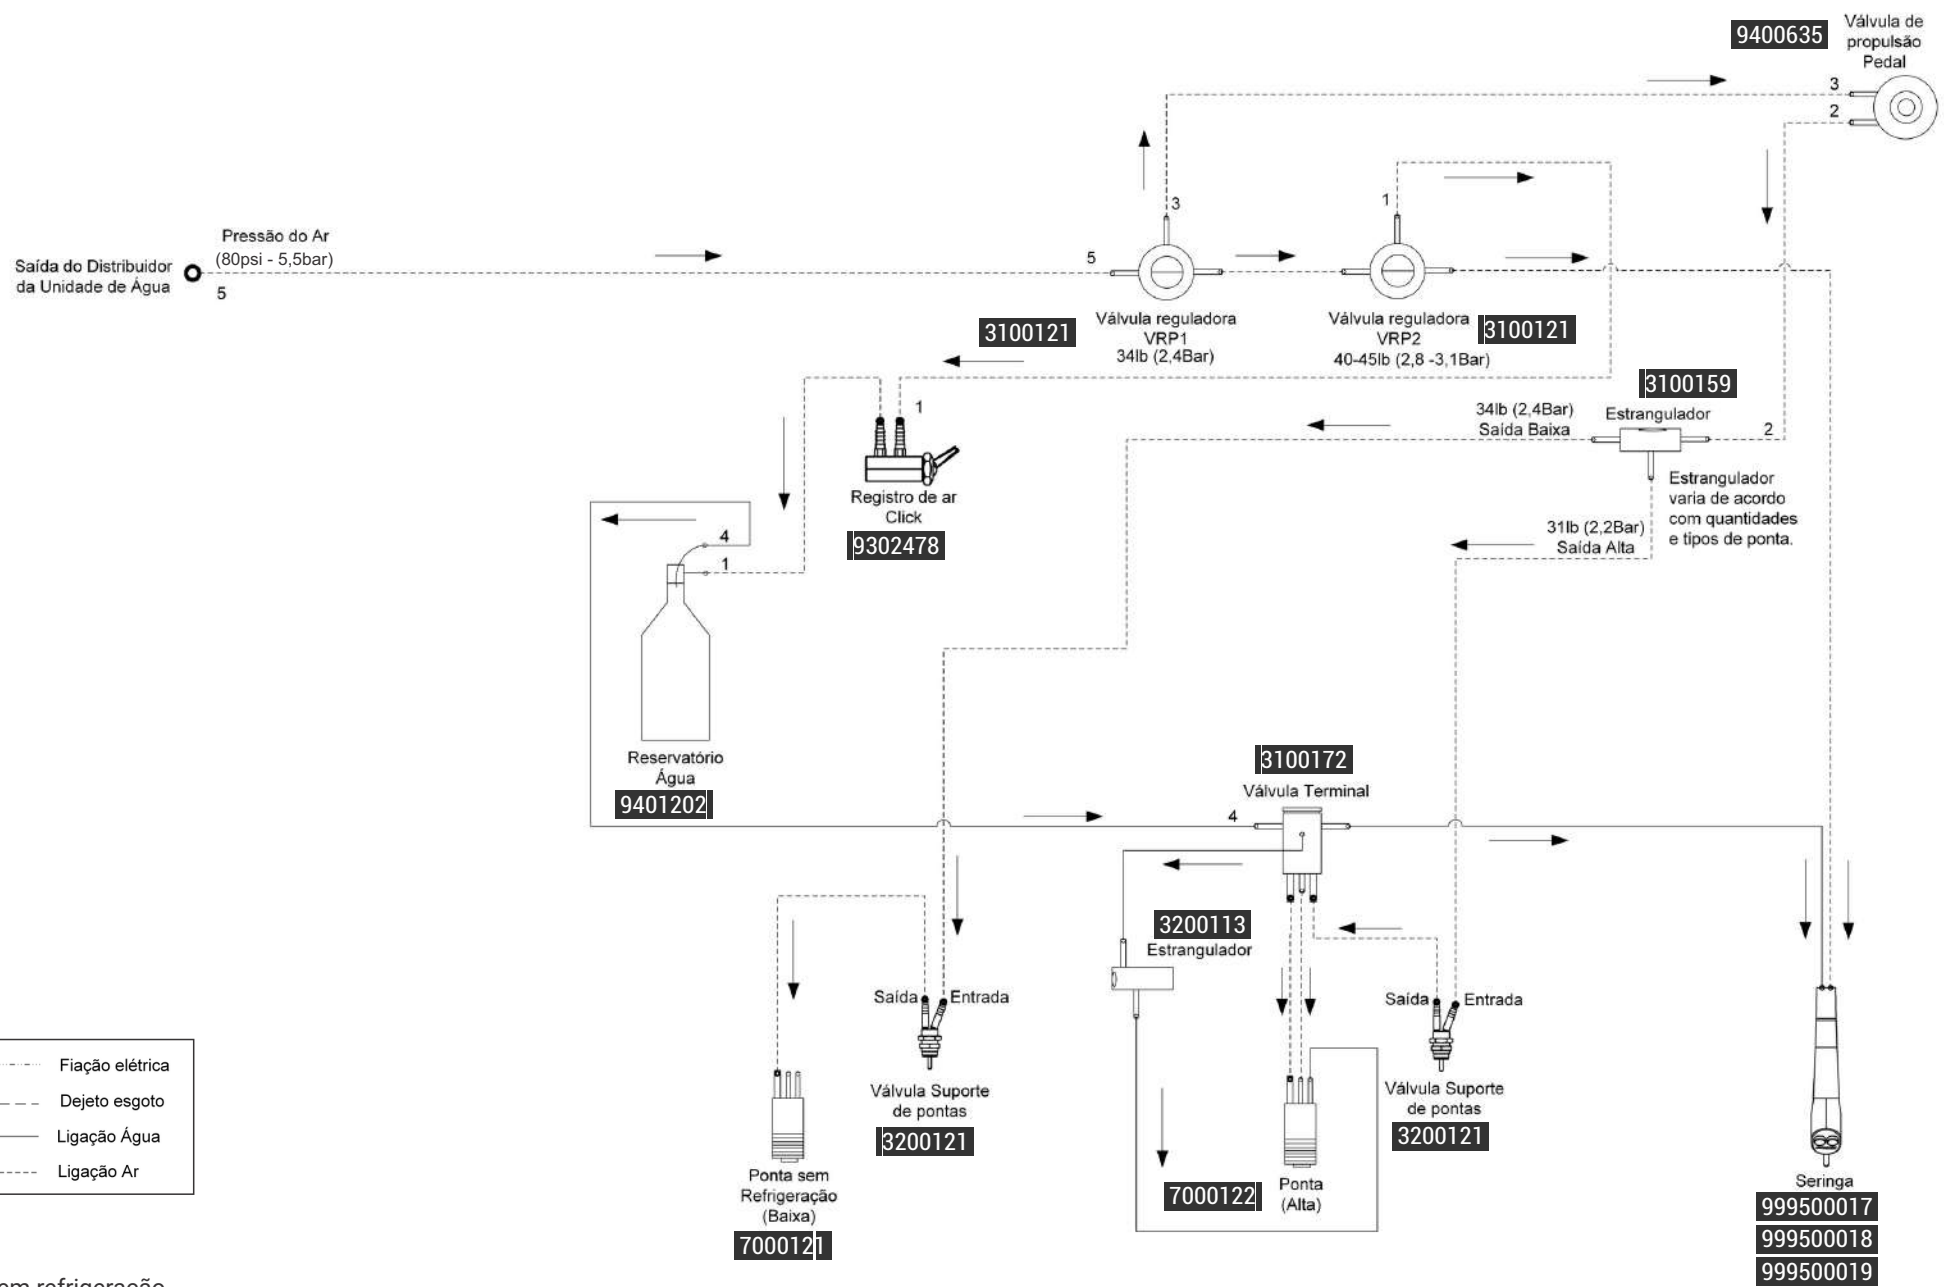 9400635
Válvula de
propulsão
Pedal
3
2
Pressão do Ar
(80psi - 5,5bar)
Saída do Distribuidor
da Unidade de Água
5
5
3
1
3100121
Válvula reguladora
VRP1
34lb (2,4Bar)
Válvula reguladora
VRP2
40-45lb (2,8 -3,1Bar)
3100121
3100159
34lb (2,4Bar)
Saída Baixa
Estrangulador
2
Estrangulador
varia de acordo
com quantidades
e tipos de ponta.
31lb (2,2Bar)
Saída Alta
1
Registro de ar
Click
9302478
4
1
Reservatório
Água
9401202
3100172
Válvula Terminal
4
3200113
Estrangulador
Saída
Entrada
Válvula Suporte
de pontas
3200121
Saída
Entrada
Válvula Suporte
de pontas
3200121
Ponta sem
Refrigeração
(Baixa)
7000121
7000122
Ponta
(Alta)
Seringa
999500017
999500018
999500019
Fiação elétrica
Dejeto esgoto
Ligação Água
Ligação Ar
refrigeração